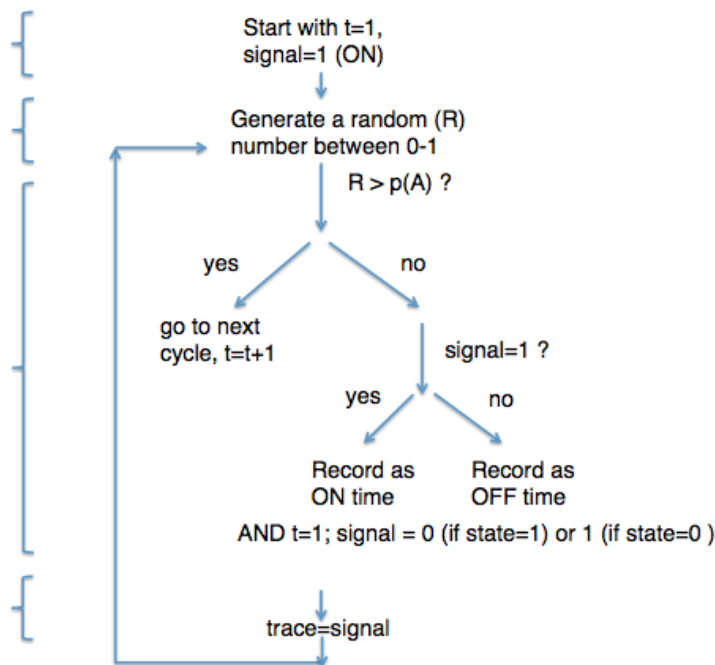 Start with t=1,
signal=1 (ON)
Generate a random (R)
number between 0-1
R > p(A) ?
yes
no
go to next
cycle, t=t+1
signal=1 ?
yes
no
Record as
ON time
Record as
OFF time
AND t=1; signal = 0 (if state=1) or 1 (if state=0 )
trace=signal